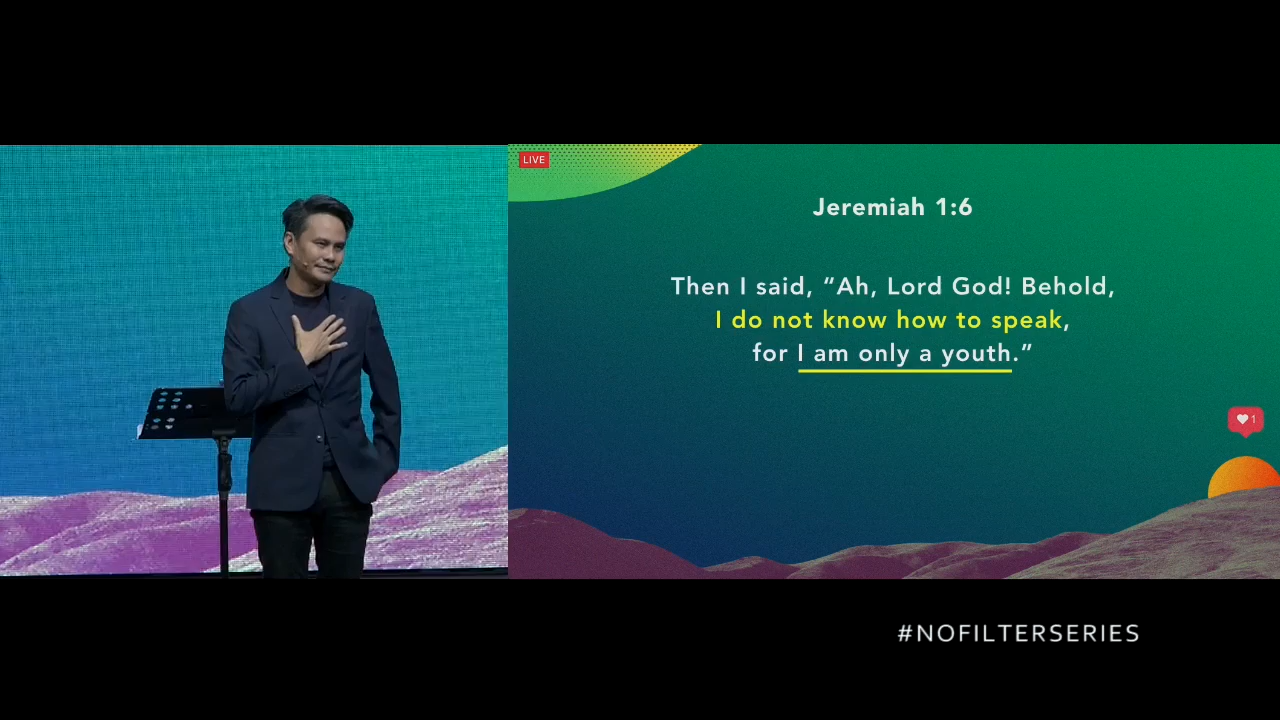 LIVE
Jeremiah 1:6
Then I said, “Ah, Lord God! Behold,
I do not know how to speak,
for I am only a youth.”
1
#NOFILTERSERIES